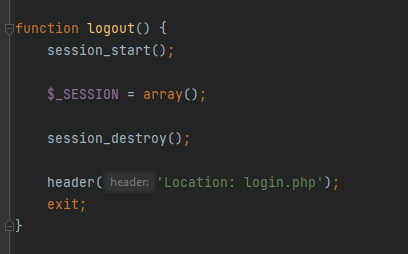 function logout() {
session_start();
$_SESSION = array();
session_destroy();
header( header: 'Location: login.php');
exit;
}